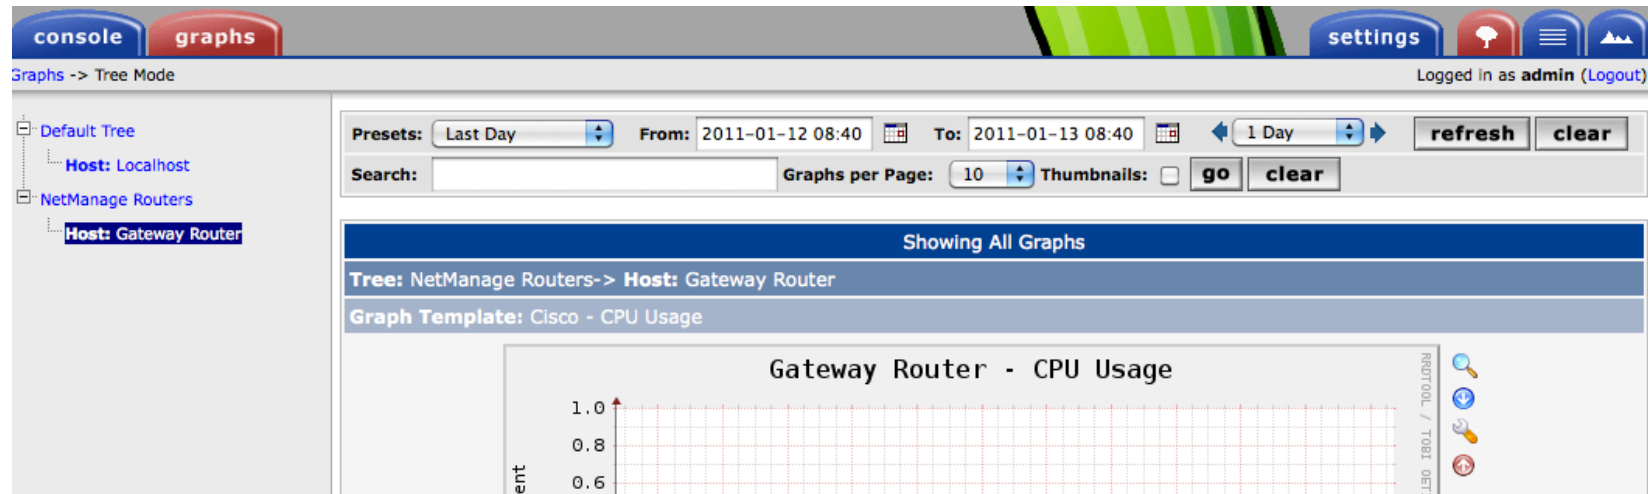 console graphs settings
Graphs -> Tree Mode Logged in as admin (Logout)
Default Tree
Host: Localhost
NetManage Routers
Host: Gateway Router
Presets: Last Day From: 2011-01-12 08:40 To: 2011-01-13 08:40 1 Day refresh clear
Search: Graphs per Page: 10 Thumbnails: go clear
Showing All Graphs
Tree: NetManage Routers-> Host: Gateway Router
Graph Template: Cisco - CPU Usage
Gateway Router - CPU Usage
1.0
0.8
0.6
RRDTOOL / TOBI OET